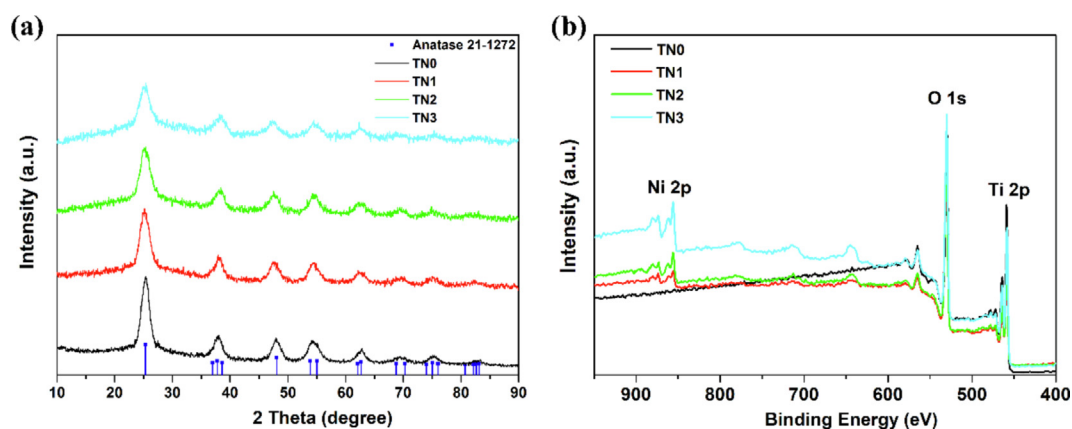 (a)
Intensity (a.u.)
Anatase 21-1272
TN0
TN1
TN2
TN3
10 20 30 40 50 60 70 80 90
2 Theta (degree)
(b)
Intensity (a.u.)
TN0
TN1
TN2
TN3
Ni 2p
O 1s
Ti 2p
900 800 700 600 500 400
Binding Energy (eV)